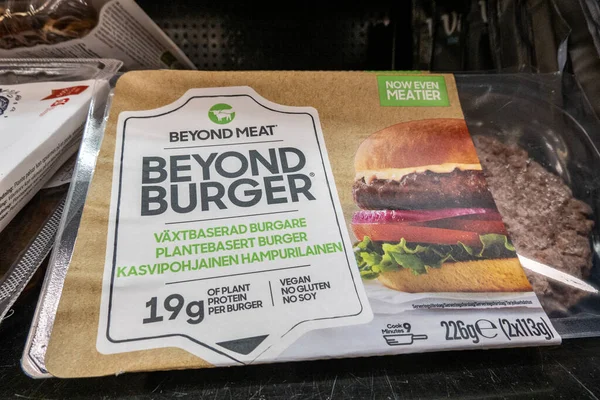 NOW EVEN
MEATIER
BEYOND MEAT
BEYOND
BURGER®
VÄXTBASERAD BURGARE
PLANTEBASERT BURGER
KASVIPOHJAINEN HAMPURILAINEN
19g OF PLANT PROTEIN PER BURGER
VEGAN
NO GLUTEN
NO SOY
Cook 9
Minutes
226g e (2x113g)